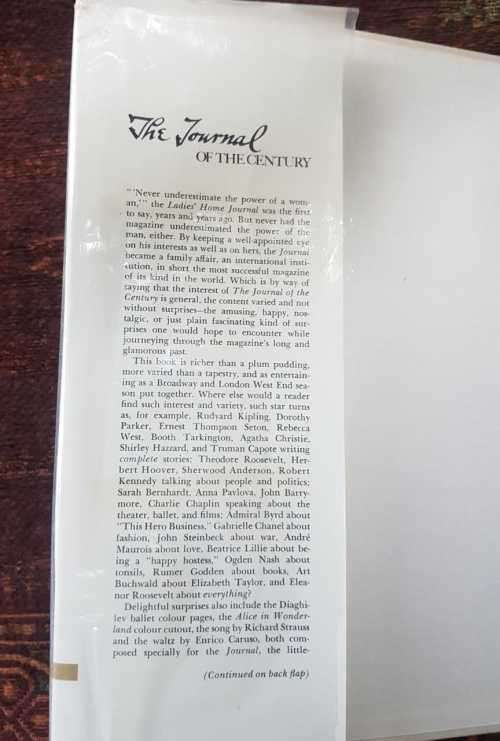 The Journal
OF THE CENTURY
"'Never underestimate the power of a wom-
an,'" the Ladies' Home Journal was the first
to say, years and years ago. But never had the
magazine underestimated the power of the
man, either. By keeping a well-appointed eye
on his interests as well as on hers, the Journal
became a family affair, an international insti-
tution, in short the most successful magazine
of its kind in the world. Which is by way of
saying that the interest of The Journal of the
Century is general, the content varied and not
without surprises—the amusing, happy, nos-
talgic, or just plain fascinating kind of sur-
prises one would hope to encounter while
journeying through the magazine's long and
glamorous past.
This book is richer than a plum pudding,
more varied than a tapestry, and as entertain-
ing as a Broadway and London West End sea-
son put together. Where else would a reader
find such interest and variety, such star turns
as, for example, Rudyard Kipling, Dorothy
Parker, Ernest Thompson Seton, Rebecca
West, Booth Tarkington, Agatha Christie,
Shirley Hazzard, and Truman Capote writing
complete stories; Theodore Roosevelt, Her-
bert Hoover, Sherwood Anderson, Robert
Kennedy talking about people and politics;
Sarah Bernhardt, Anna Pavlova, John Barry-
more, Charlie Chaplin speaking about the
theater, ballet, and films; Admiral Byrd about
"This Hero Business," Gabrielle Chanel about
fashion, John Steinbeck about war, André
Maurois about love, Beatrice Lillie about be-
ing a "happy hostess," Ogden Nash about
tonsils, Rumer Godden about books, Art
Buchwald about Elizabeth Taylor, and Elea-
nor Roosevelt about everything?
Delightful surprises also include the Diaghi-
lev ballet colour pages, the Alice in Wonder-
land colour cutout, the song by Richard Strauss
and the waltz by Enrico Caruso, both com-
posed specially for the Journal, the little-
(Continued on back flap)